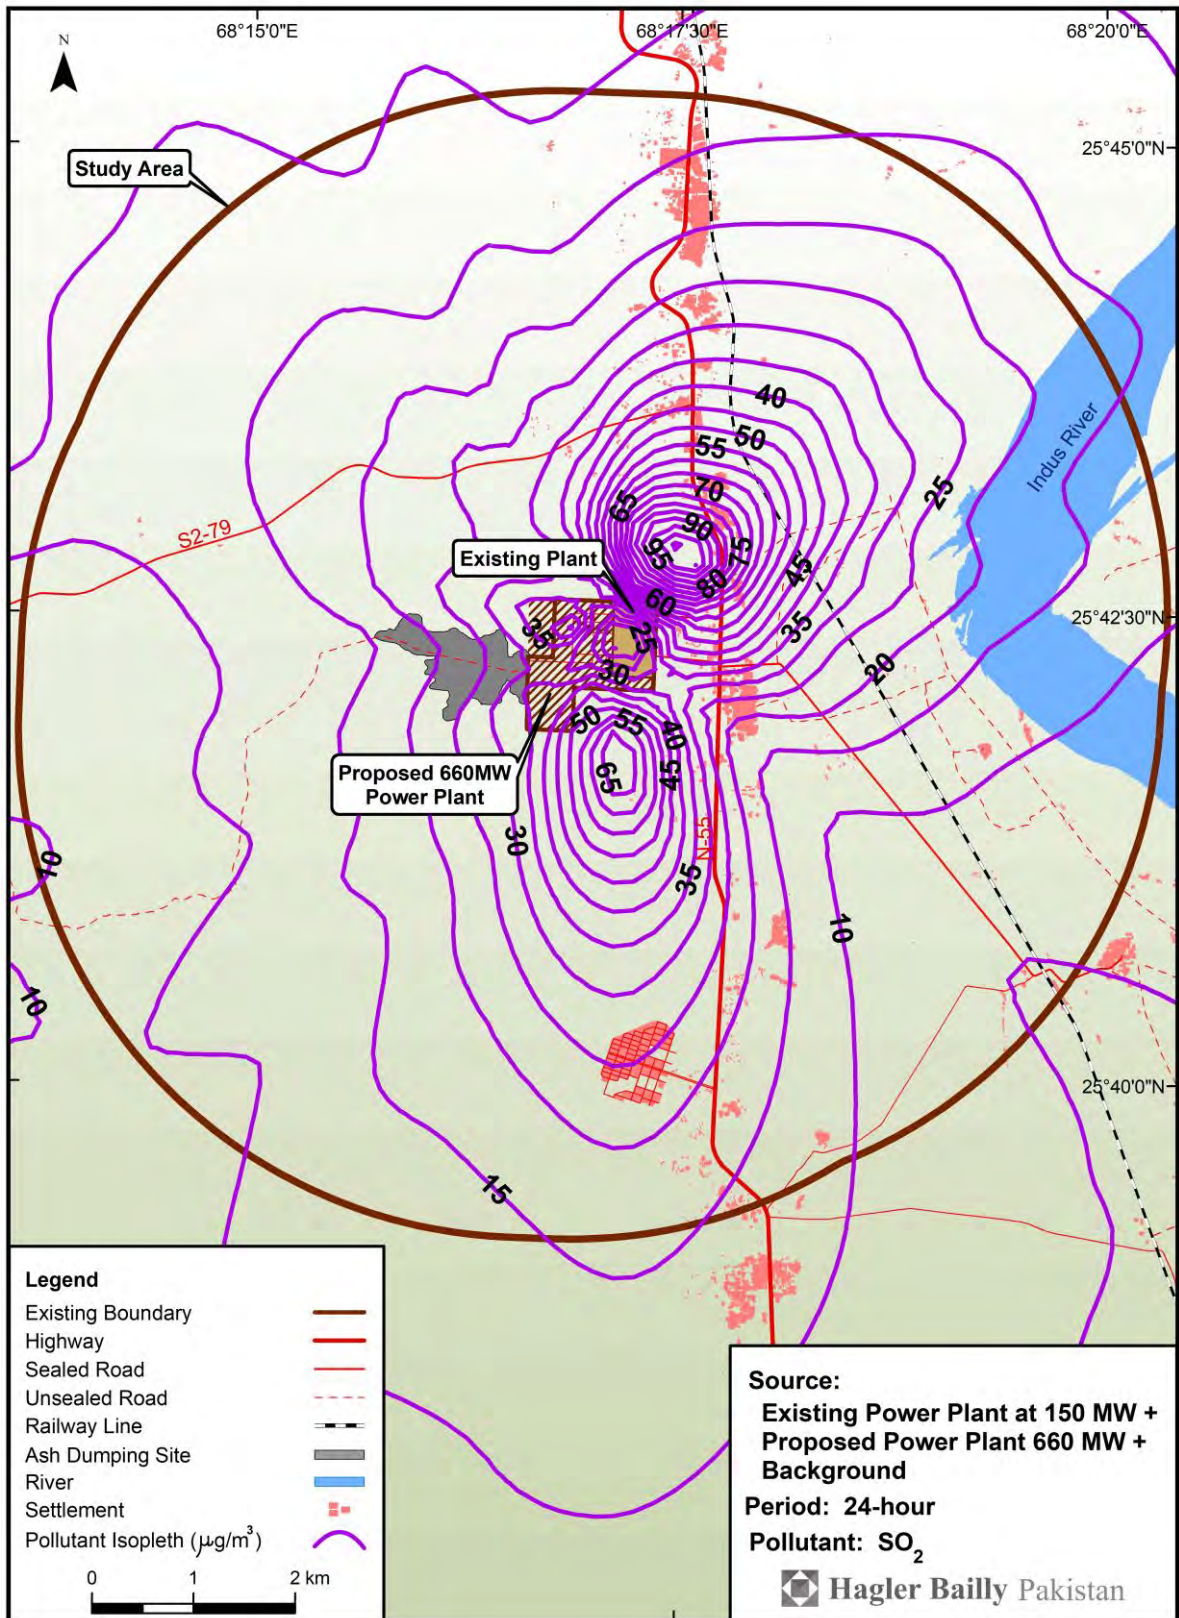 68°15'0"E
68°17'30"E
68°20'0"E
N
25°45'0"N
Study Area
40
50
55
Indus River
70
25
65
90
S2-79
95
75
Existing Plant
45
80
60
25°42'30"N
35
35
25
20
30
50
55
40
Proposed 660MW
Power Plant
65
45
30
N-55
10
35
10
10
25°40'0"N
15
Legend
Existing Boundary
Highway
Sealed Road
Unsealed Road
Railway Line
Ash Dumping Site
River
Settlement
Pollutant Isopleth (µg/m³)
0 1 2 km
Source:
Existing Power Plant at 150 MW +
Proposed Power Plant 660 MW +
Background
Period: 24-hour
Pollutant: SO₂
Hagler Bailly Pakistan